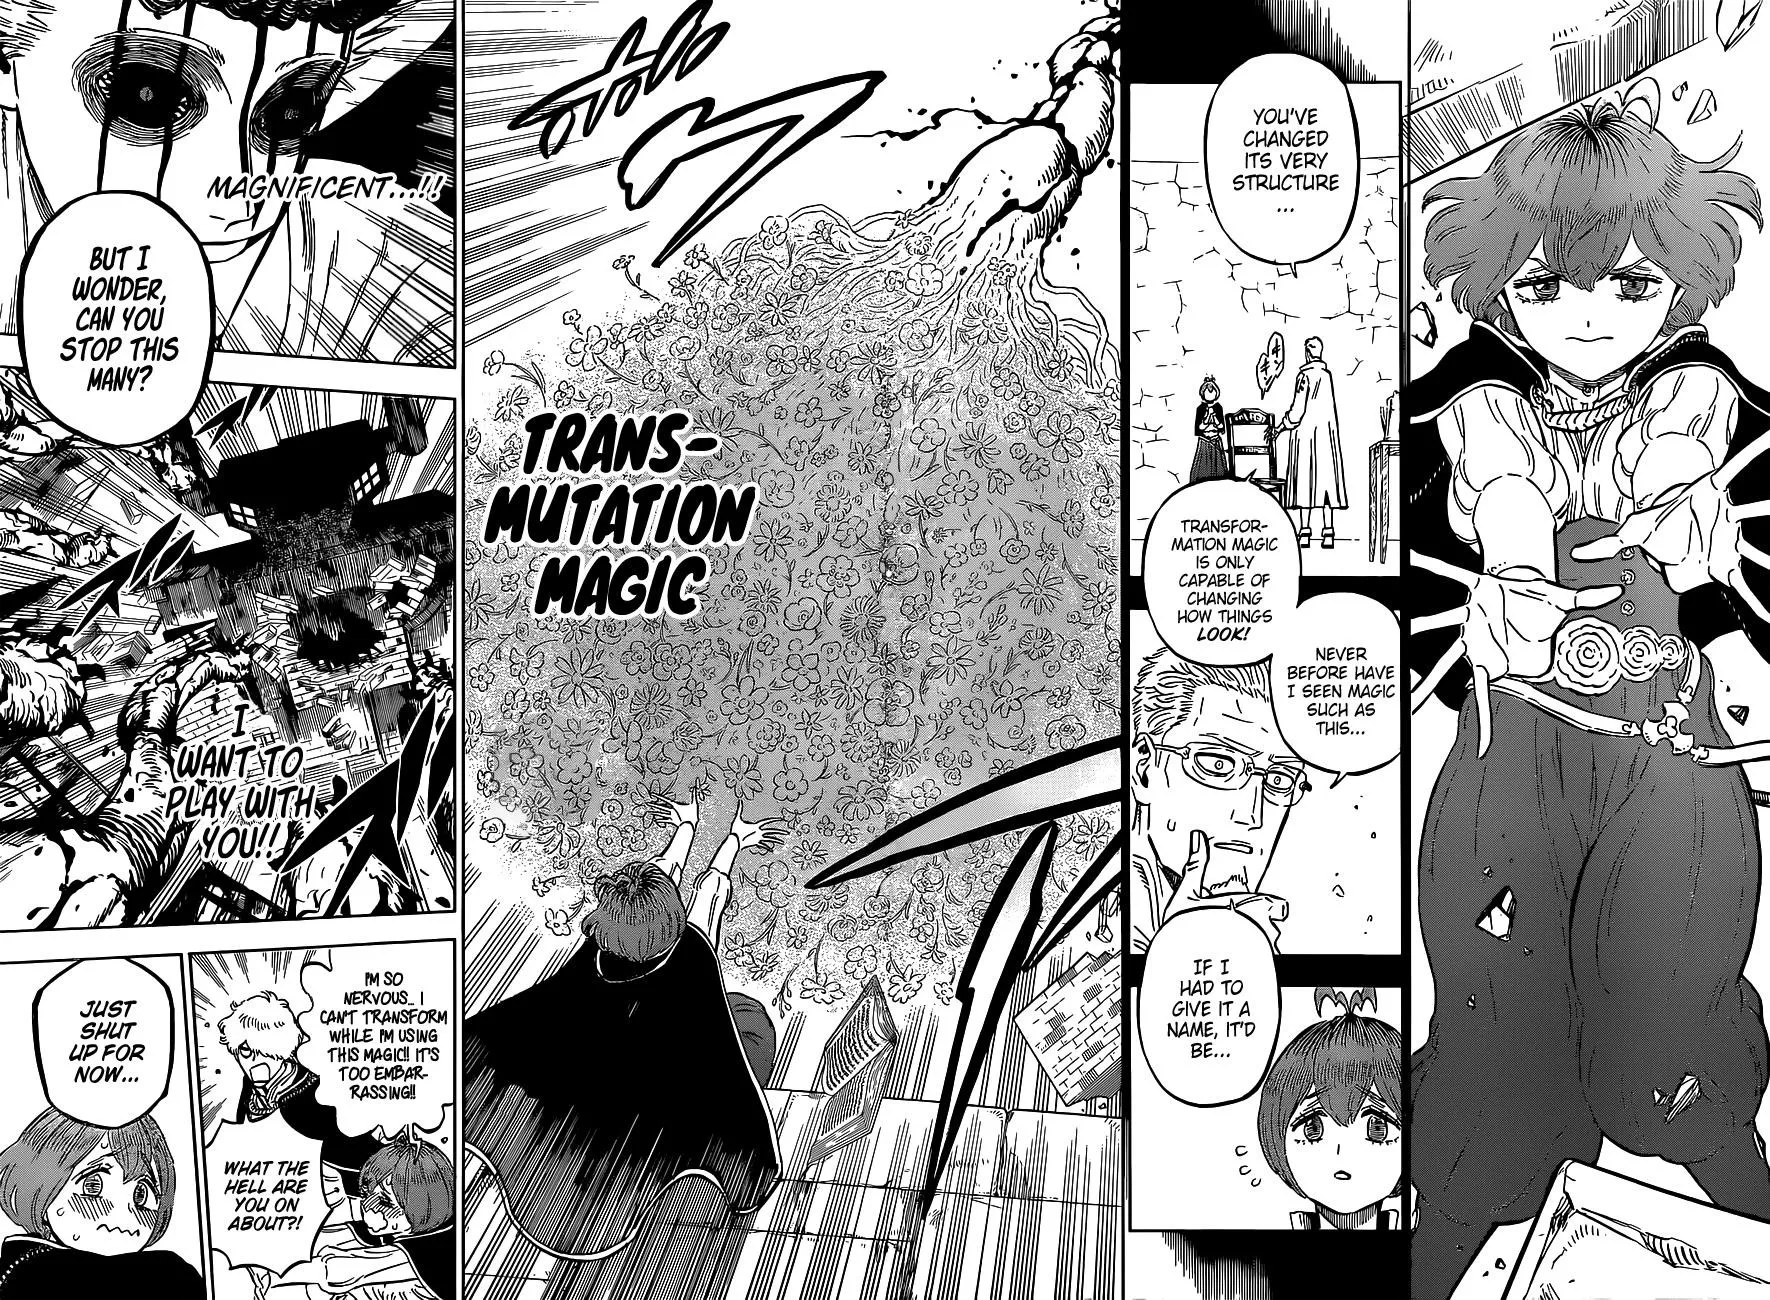 YOU'VE
CHANGED
ITS VERY
STRUCTURE
...
TRANSFOR-
MATION MAGIC
IS ONLY
CAPABLE OF
CHANGING
HOW THINGS
LOOK!
NEVER
BEFORE HAVE
I SEEN MAGIC
SUCH AS
THIS...
IF I
HAD TO
GIVE IT A
NAME, IT'D
BE...
TRANS-
MUTATION
MAGIC
MAGNIFICENT...!!
BUT I
WONDER,
CAN YOU
STOP THIS
MANY?
I
WANT TO
PLAY WITH
YOU!!
I'M SO
NERVOUS... I
CAN'T TRANSFORM
WHILE I'M USING
THIS MAGIC!! IT'S
TOO EMBAR-
RASSING!!
WHAT THE
HELL ARE
YOU ON
ABOUT?!
JUST
SHUT
UP FOR
NOW...